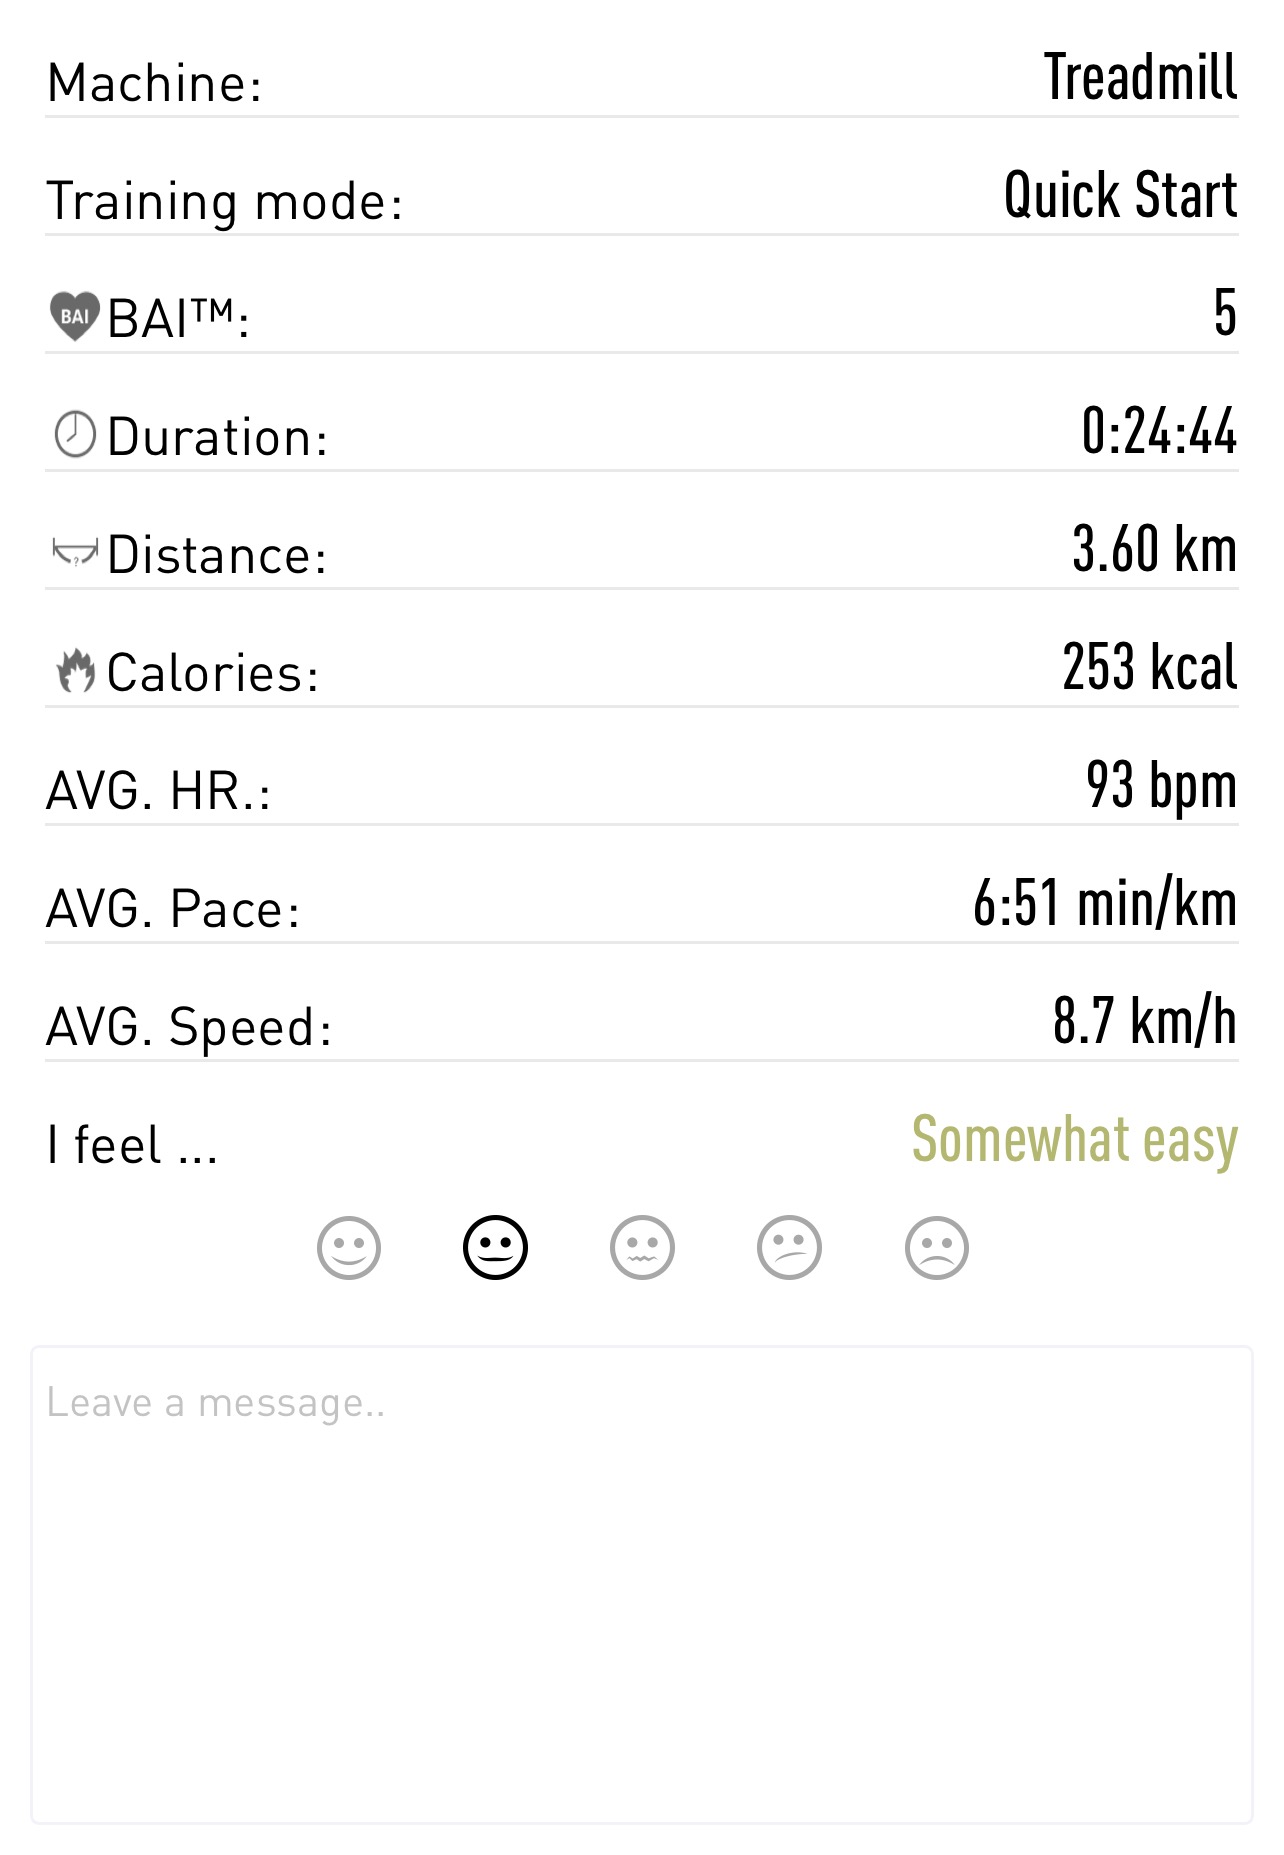 Machine: Treadmill
Training mode: Quick Start
BAI BAI™: 5
Duration: 0:24:44
? Distance: 3.60 km
Calories: 253 kcal
AVG. HR.: 93 bpm
AVG. Pace: 6:51 min/km
AVG. Speed: 8.7 km/h
I feel ... Somewhat easy
Leave a message..